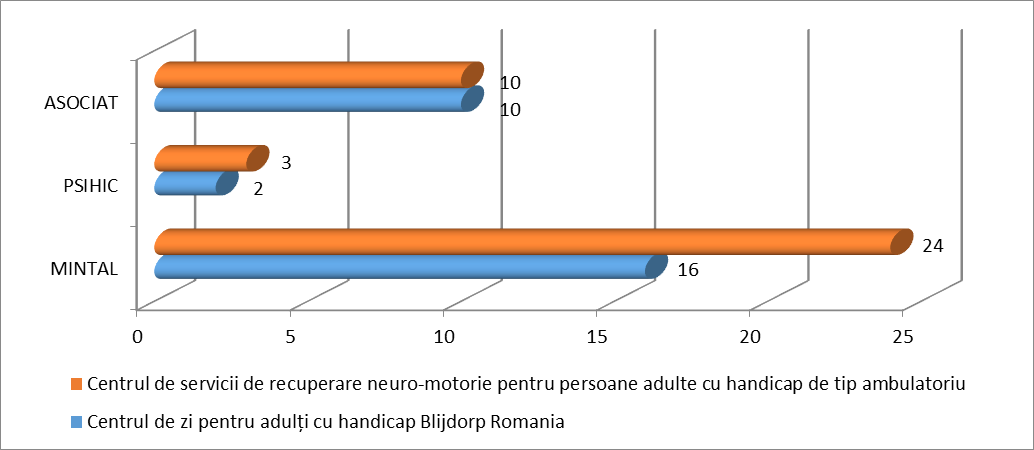 ASOCIAT
10
10
PSIHIC
3
2
MINTAL
24
16
0 5 10 15 20 25
Centrul de servicii de recuperare neuro-motorie pentru persoane adulte cu handicap de tip ambulatoriu
Centrul de zi pentru adulți cu handicap Blijdorp Romania